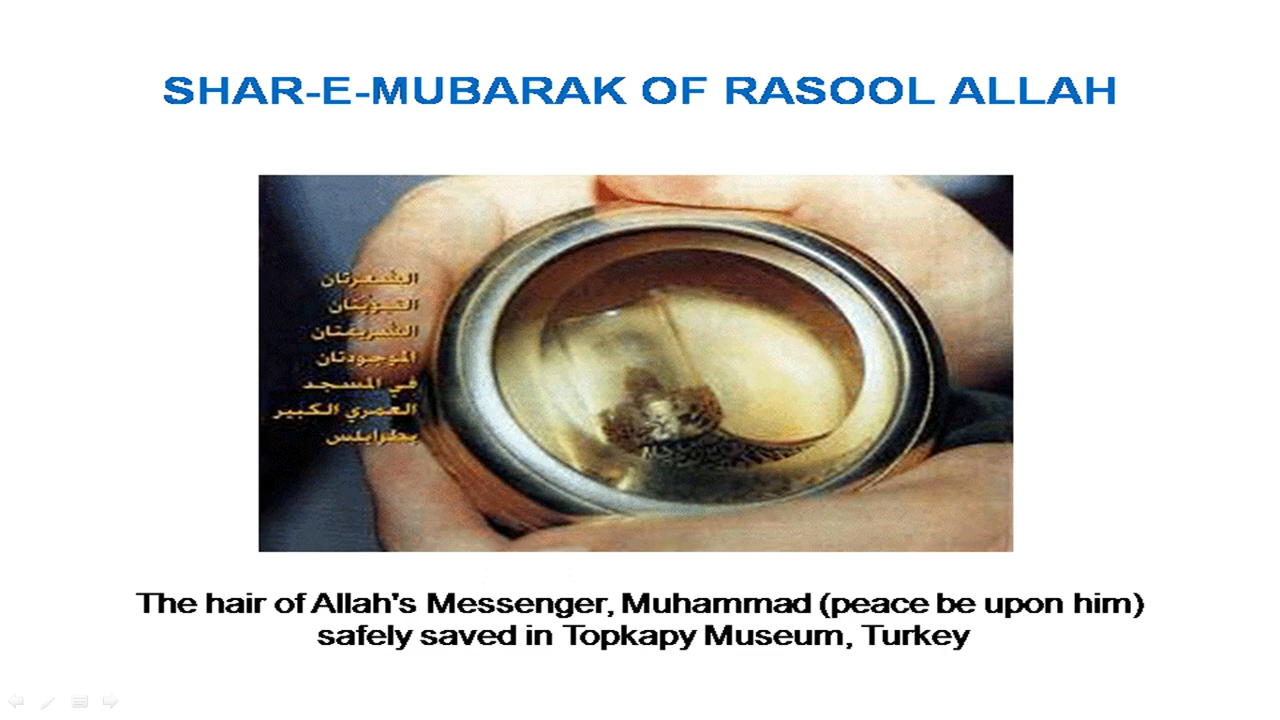 SHAR-E-MUBARAK OF RASOOL ALLAH
الشعرتان
النبويتان
الشريفتان
الموجودتان
في المسجد
العمري الكبير
بطرابلس
The hair of Allah's Messenger, Muhammad (peace be upon him)
safely saved in Topkapy Museum, Turkey